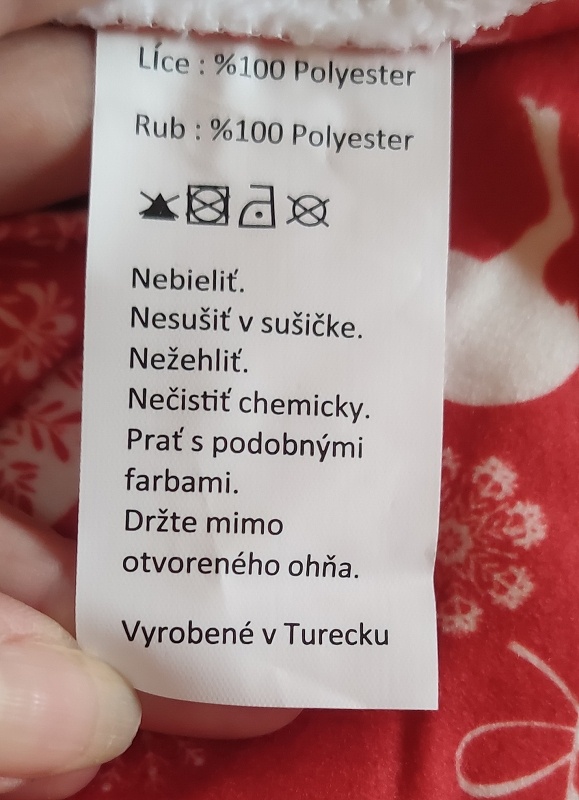 Líce : %100 Polyester
Rub : %100 Polyester
Nebieliť.
Nesušiť v sušičke.
Nežehliť.
Nečistiť chemicky.
Prať s podobnými
farbami.
Držte mimo
otvoreného ohňa.
Vyrobené v Turecku